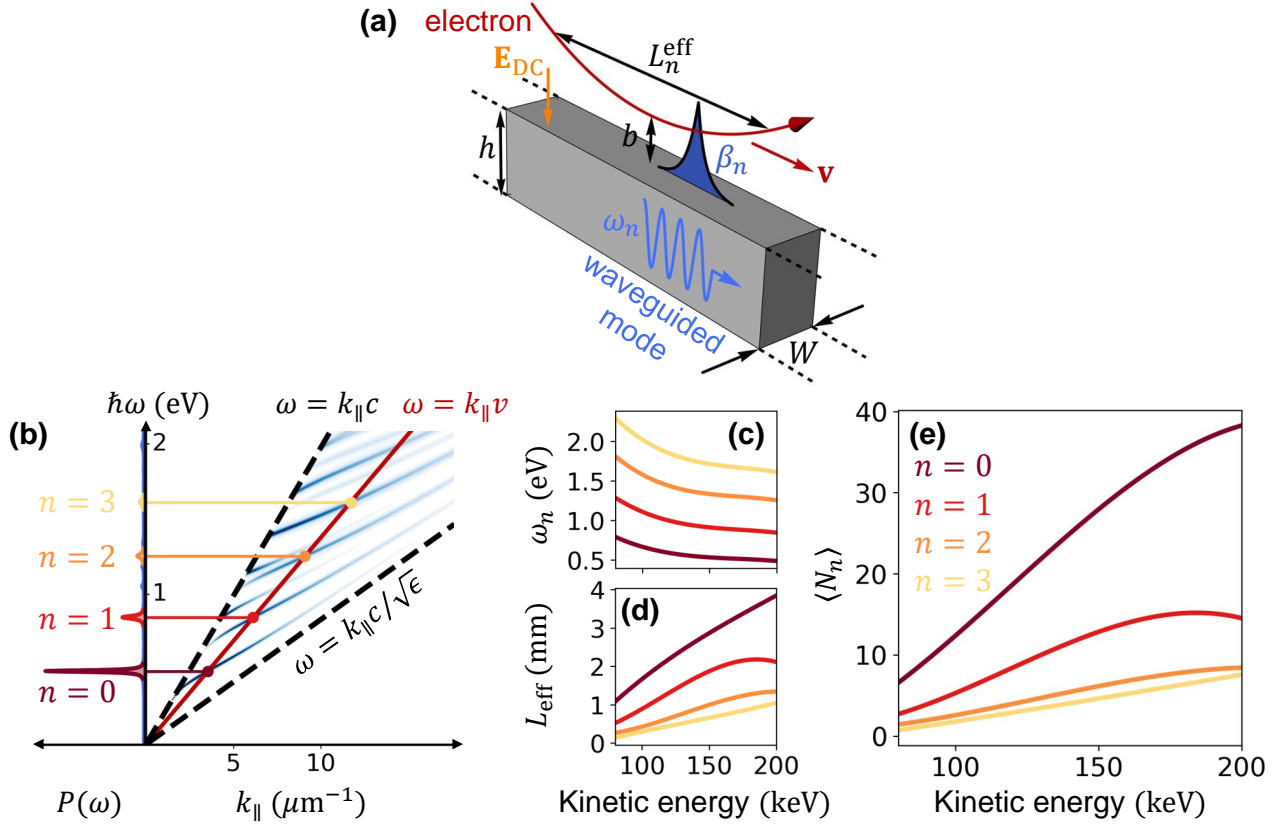 (a)
electron
E_DC
L_n^eff
h
b
β_n
v
ω_n
waveguided
mode
W
(b)
ħω (eV)
ω = k_∥c
ω = k_∥v
2
n = 3
n = 2
1
n = 1
n = 0
ω = k_∥c/√ϵ
5
10
P(ω)
k_∥ (μm⁻¹)
(c)
ω_n (eV)
2.0
1.5
1.0
0.5
(d)
L_eff (mm)
4
3
2
1
0
100
150
200
Kinetic energy (keV)
(e)
⟨N_n⟩
40
30
20
10
0
n = 0
n = 1
n = 2
n = 3
100
150
200
Kinetic energy (keV)